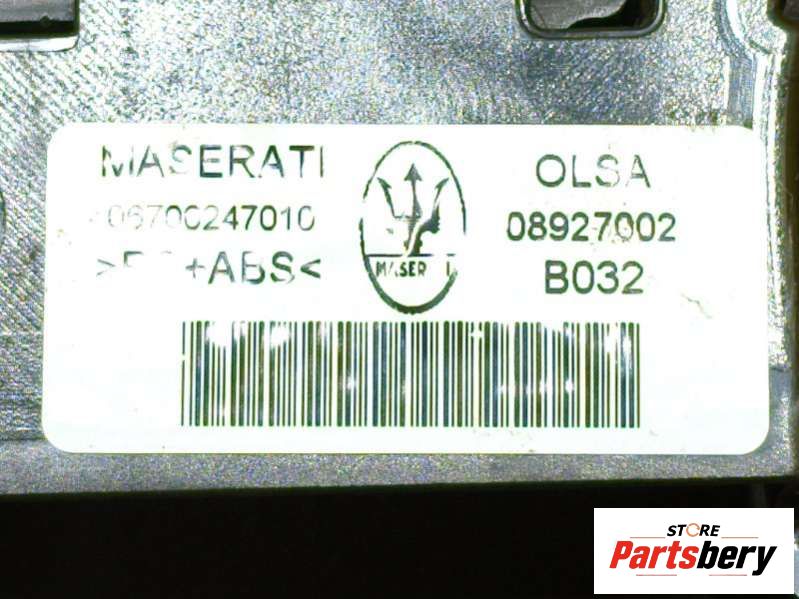 MASERATI
06700247010
+ABS<
MASERATI
OLSA
08927002
B032
STORE
Partsbery